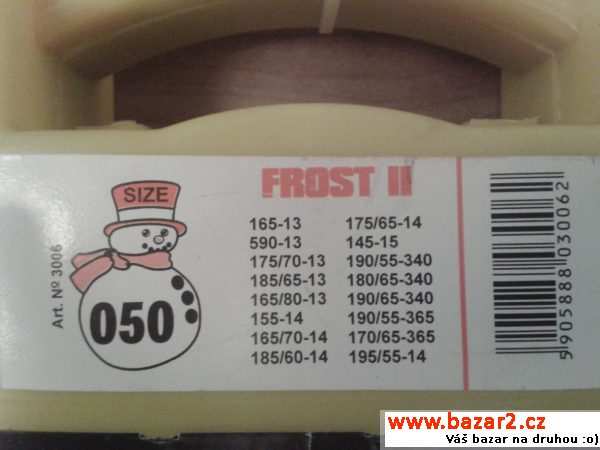 SIZE
050
Art. Nº 3006
FROST II
165-13 175/65-14
590-13 145-15
175/70-13 190/55-340
185/65-13 180/65-340
165/80-13 190/65-340
155-14 190/55-365
165/70-14 170/65-365
185/60-14 195/55-14
5905888030062
www.bazar2.cz
Váš bazar na druhou :o)